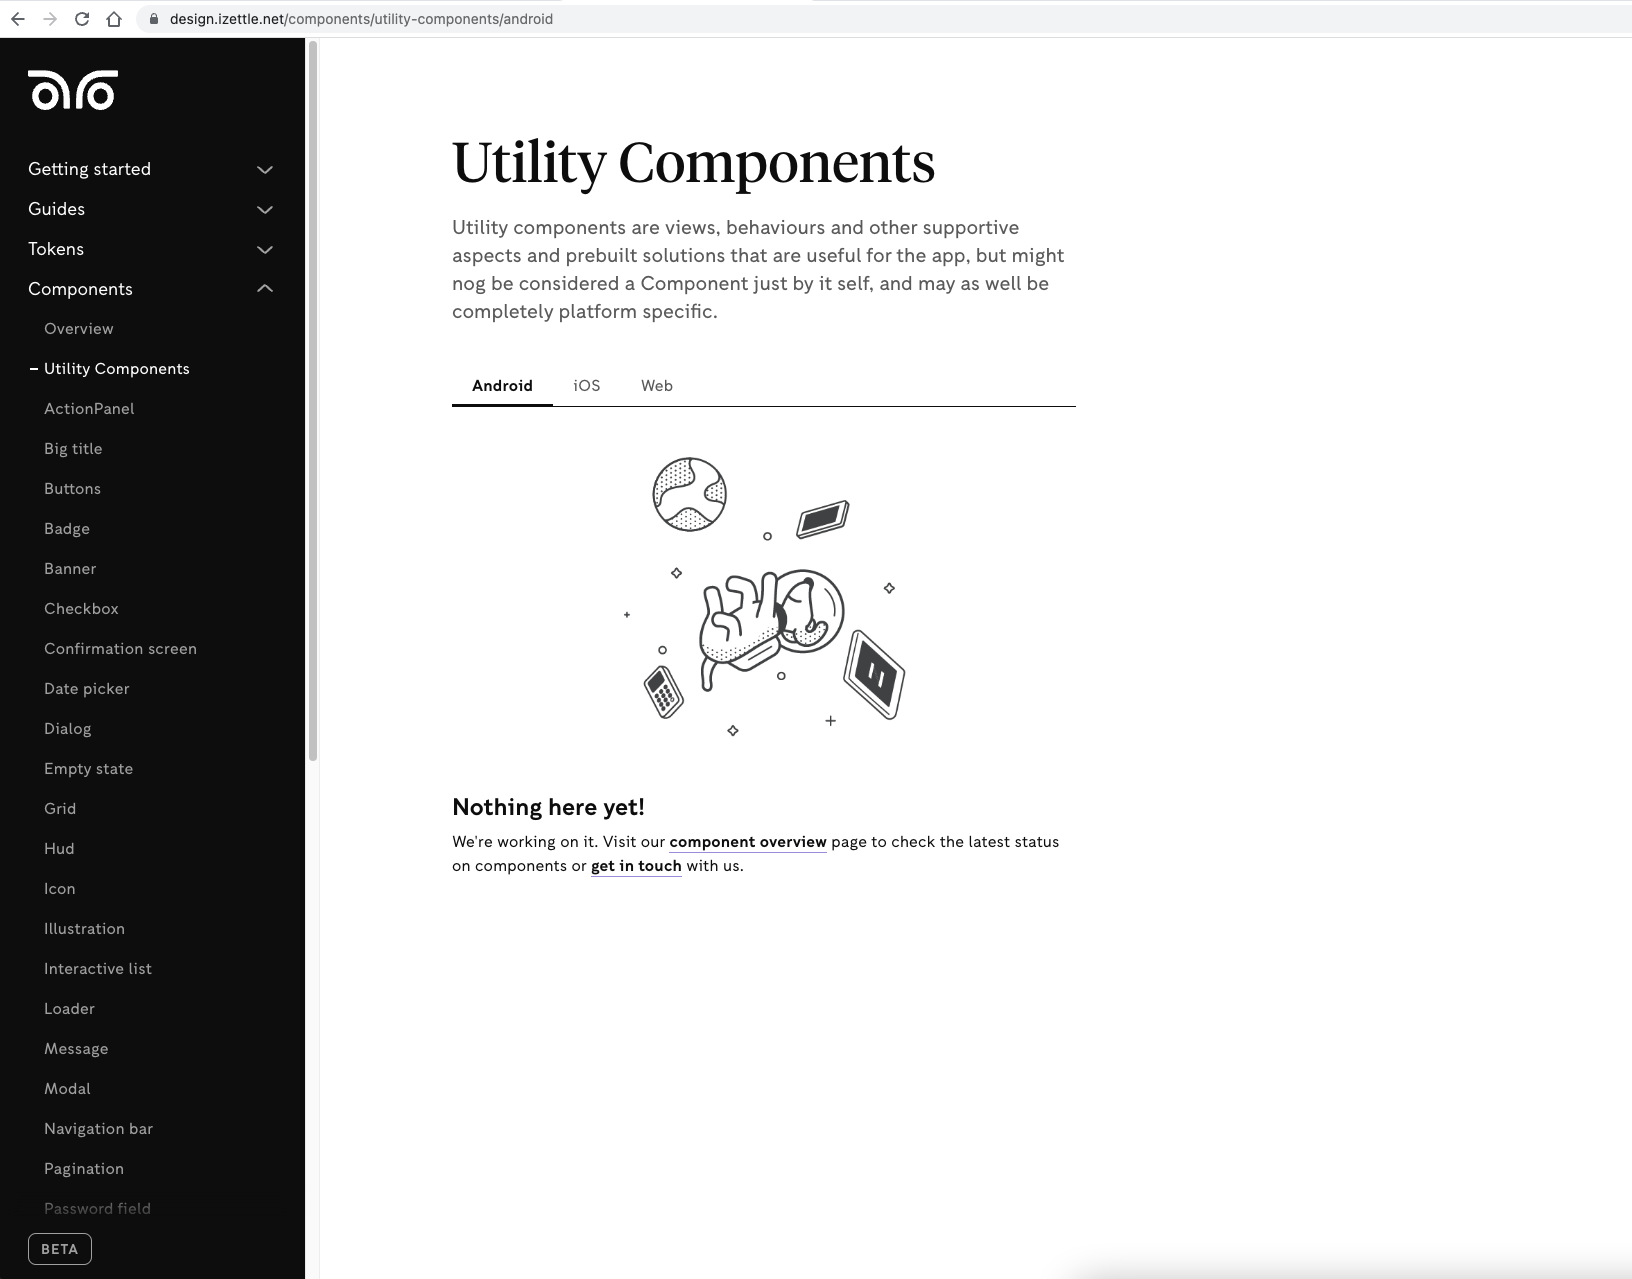 design.izettle.net/components/utility-components/android
Getting started
Guides
Tokens
Components
Overview
Utility Components
ActionPanel
Big title
Buttons
Badge
Banner
Checkbox
Confirmation screen
Date picker
Dialog
Empty state
Grid
Hud
Icon
Illustration
Interactive list
Loader
Message
Modal
Navigation bar
Pagination
Password field
BETA
Utility Components
Utility components are views, behaviours and other supportive
aspects and prebuilt solutions that are useful for the app, but might
nog be considered a Component just by it self, and may as well be
completely platform specific.
Android iOS Web
Nothing here yet!
We're working on it. Visit our component overview page to check the latest status
on components or get in touch with us.